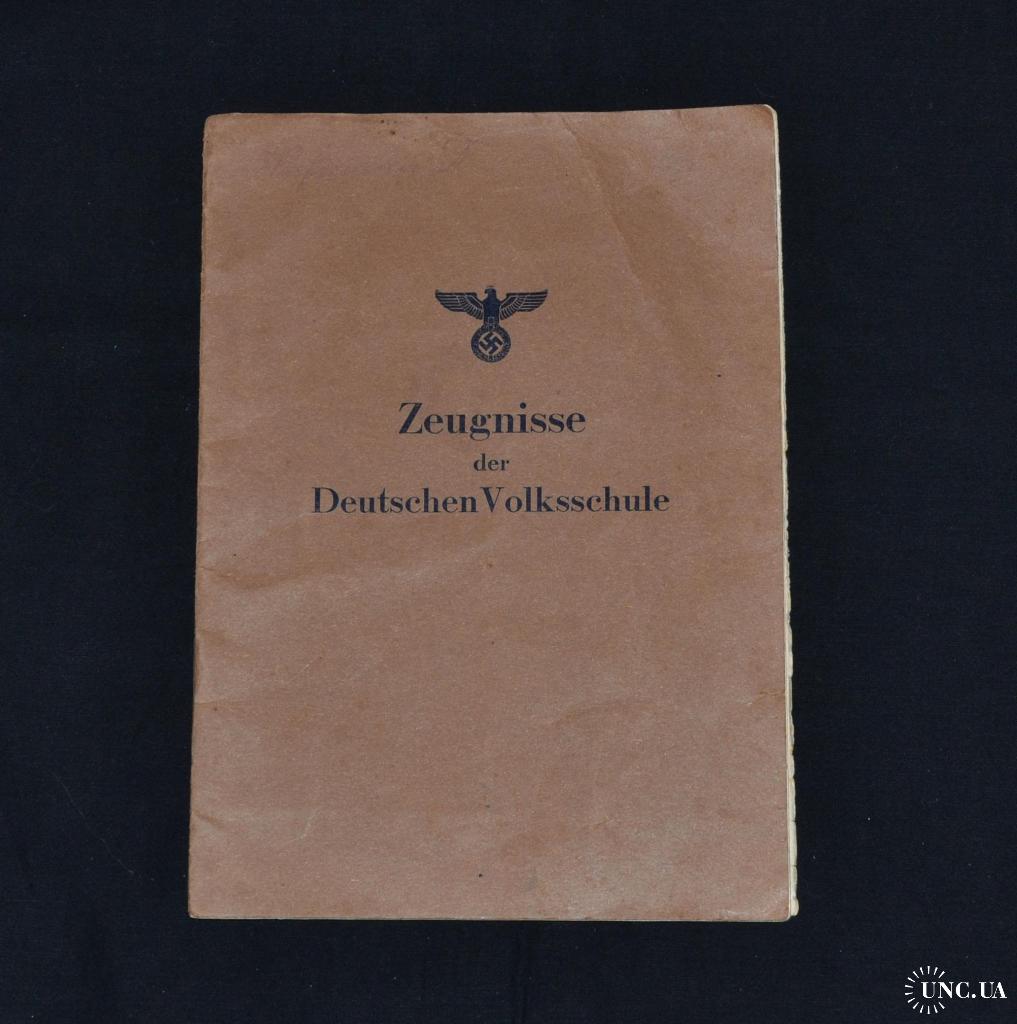 Zeugnisse
der
Deutschen Volksschule
UNC.UA